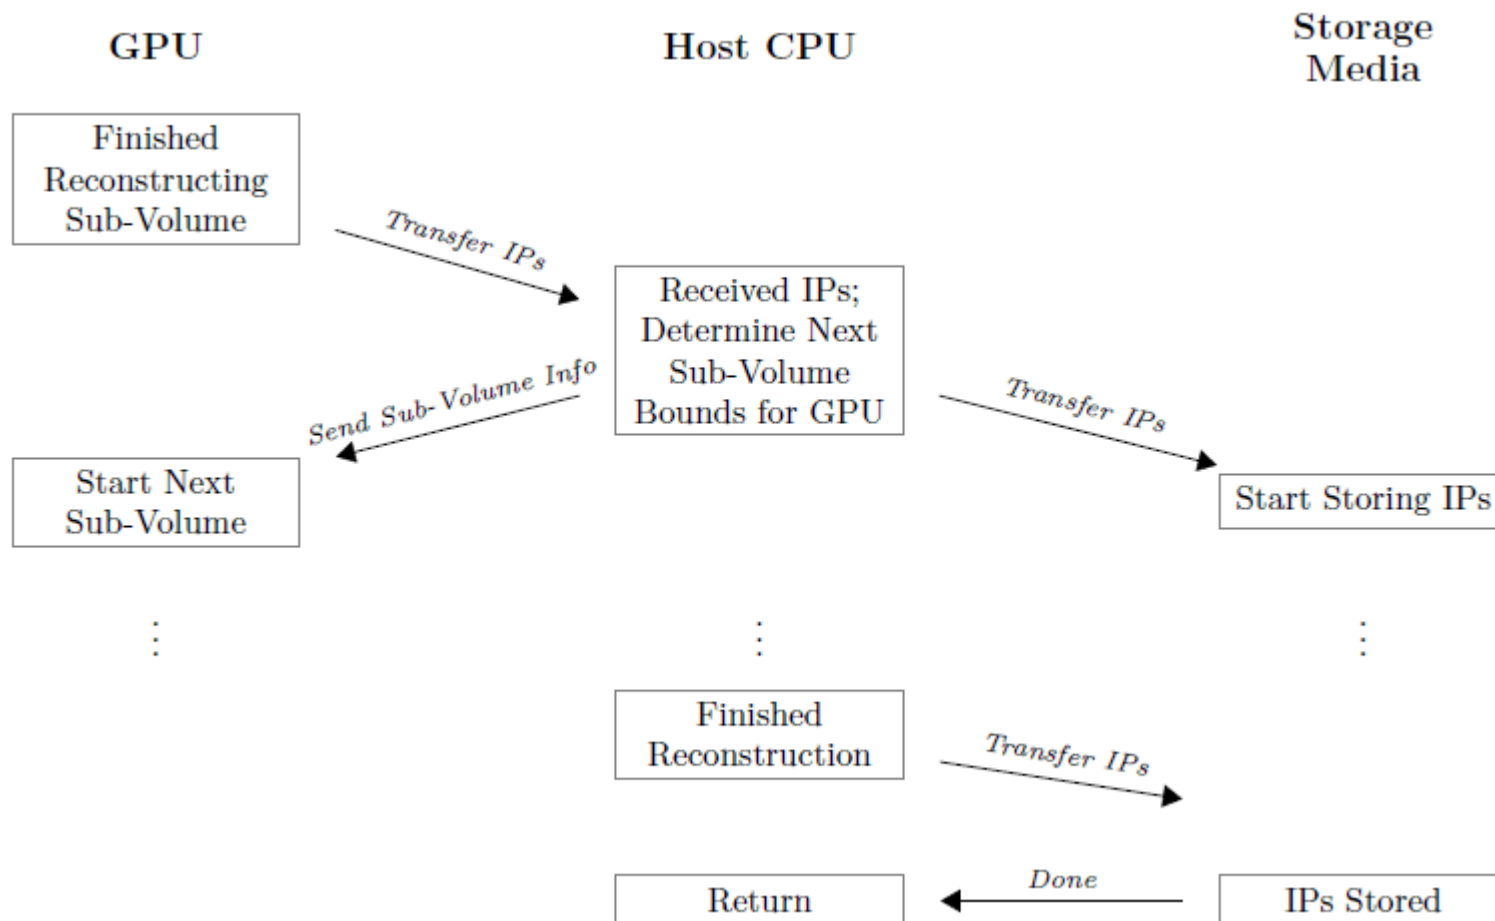 GPU
Host CPU
Storage
Media
Finished
Reconstructing
Sub-Volume
Transfer IPs
Received IPs;
Determine Next
Sub-Volume
Bounds for GPU
Send Sub-Volume Info
Transfer IPs
Start Next
Sub-Volume
Start Storing IPs
Finished
Reconstruction
Transfer IPs
Return
Done
IPs Stored